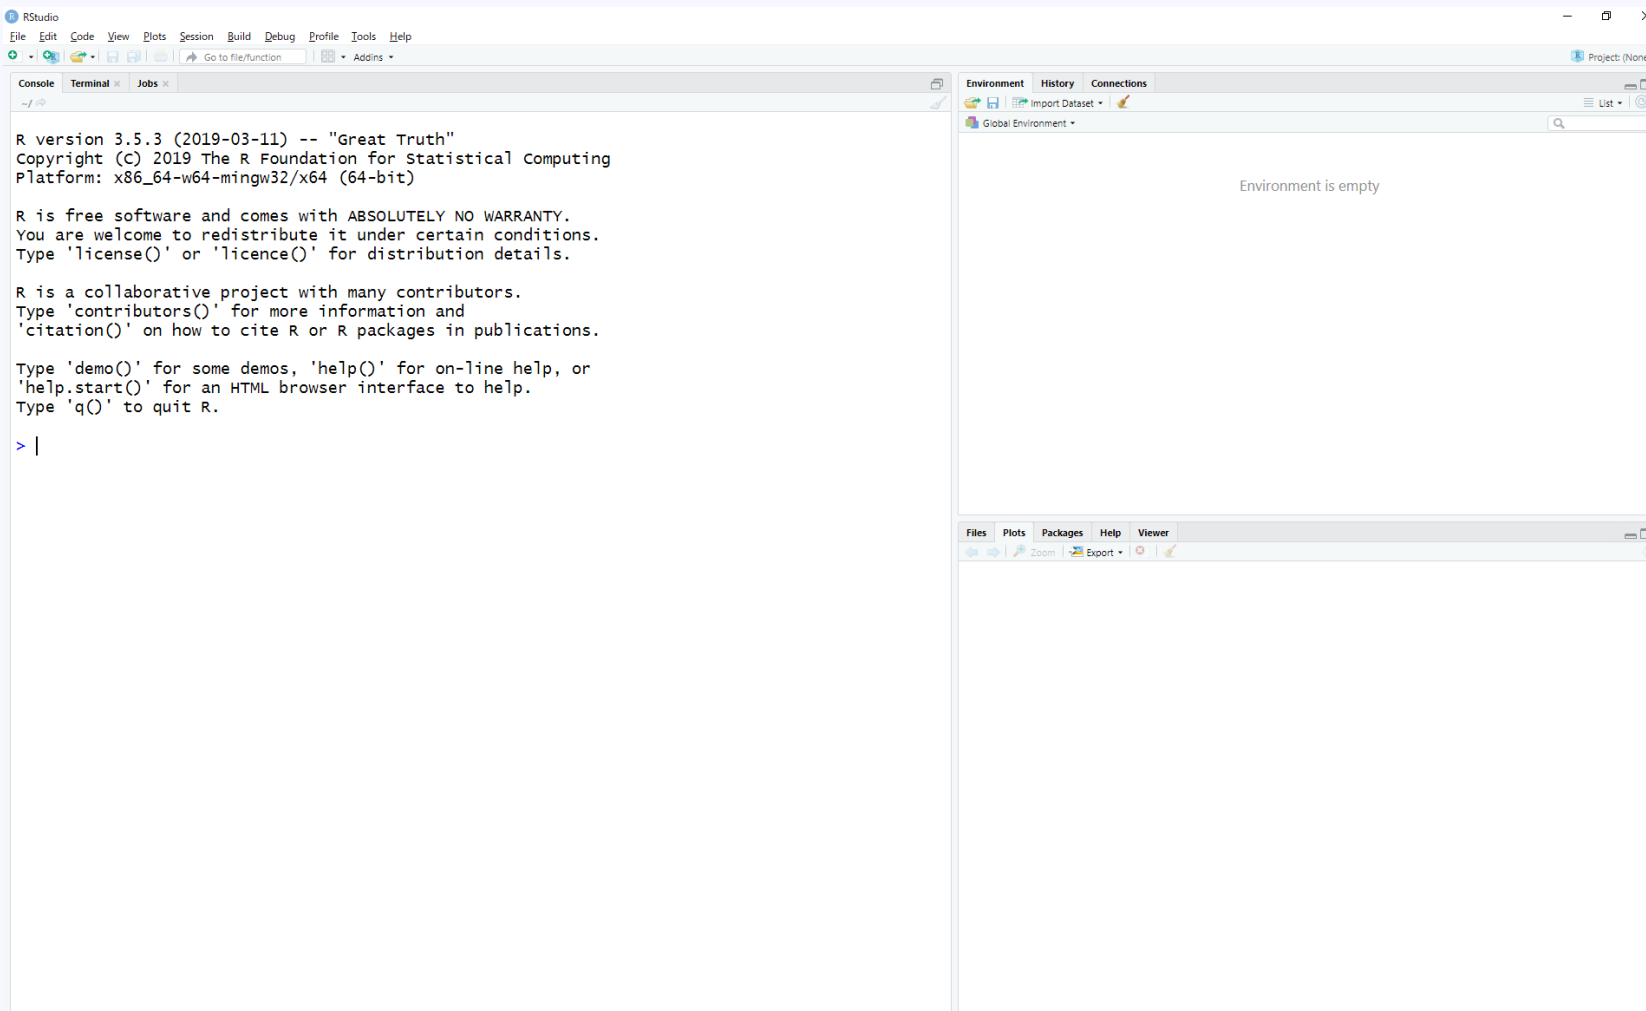 RStudio
File Edit Code View Plots Session Build Debug Profile Tools Help
Go to file/function Addins Project: (None
Console Terminal Jobs
~/
R version 3.5.3 (2019-03-11) -- "Great Truth"
Copyright (C) 2019 The R Foundation for Statistical Computing
Platform: x86_64-w64-mingw32/x64 (64-bit)
R is free software and comes with ABSOLUTELY NO WARRANTY.
You are welcome to redistribute it under certain conditions.
Type 'license()' or 'licence()' for distribution details.
R is a collaborative project with many contributors.
Type 'contributors()' for more information and
'citation()' on how to cite R or R packages in publications.
Type 'demo()' for some demos, 'help()' for on-line help, or
'help.start()' for an HTML browser interface to help.
Type 'q()' to quit R.
>
Environment History Connections
Import Dataset List
Global Environment
Environment is empty
Files Plots Packages Help Viewer
Zoom Export